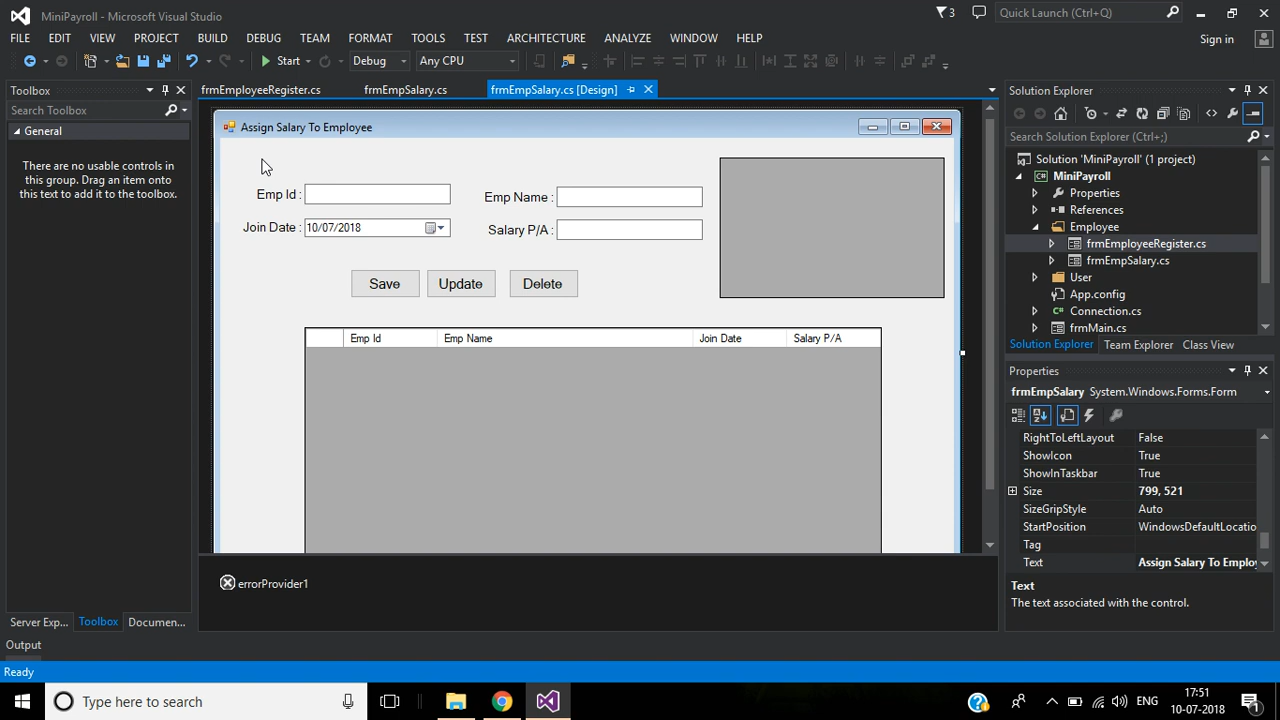 MiniPayroll - Microsoft Visual Studio
3
Quick Launch (Ctrl+Q)
FILE EDIT VIEW PROJECT BUILD DEBUG TEAM FORMAT TOOLS TEST ARCHITECTURE ANALYZE WINDOW HELP
Sign in
Start Debug Any CPU
Toolbox
Search Toolbox
General
There are no usable controls in
this group. Drag an item onto
this text to add it to the toolbox.
Server Exp... Toolbox Documen...
frmEmployeeRegister.cs frmEmpSalary.cs frmEmpSalary.cs [Design]
Assign Salary To Employee
Emp Id :
Emp Name :
Join Date : 10/07/2018
Salary P/A :
Save Update Delete
Emp Id Emp Name Join Date Salary P/A
errorProvider1
Solution Explorer
Search Solution Explorer (Ctrl+;)
Solution 'MiniPayroll' (1 project)
MiniPayroll
Properties
References
Employee
frmEmployeeRegister.cs
frmEmpSalary.cs
User
App.config
Connection.cs
frmMain.cs
Solution Explorer Team Explorer Class View
Properties
frmEmpSalary System.Windows.Forms.Form
RightToLeftLayout False
ShowIcon True
ShowInTaskbar True
Size 799, 521
SizeGripStyle Auto
StartPosition WindowsDefaultLocatio
Tag
Text Assign Salary To Employ
Text
The text associated with the control.
Output
Ready
Type here to search
ENG
17:51
10-07-2018
1